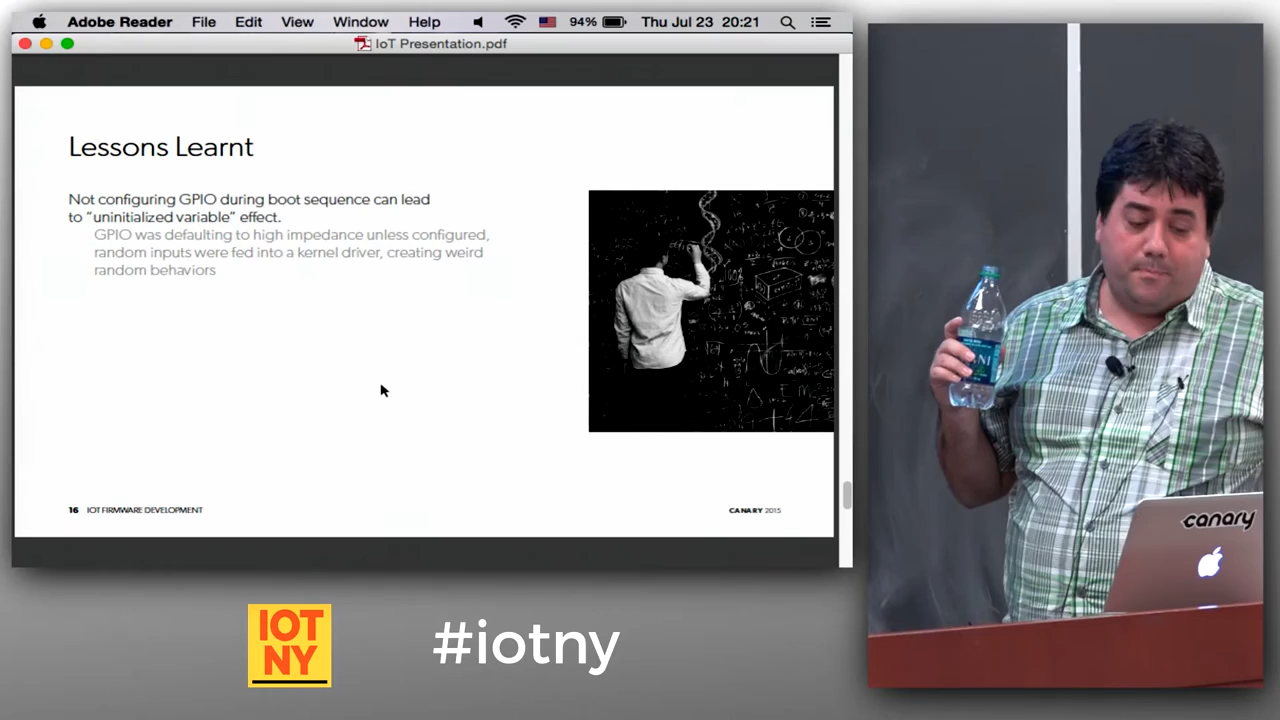 Adobe Reader File Edit View Window Help 94% Thu Jul 23 20:21
IoT Presentation.pdf
Lessons Learnt
Not configuring GPIO during boot sequence can lead
to “uninitialized variable” effect.
GPIO was defaulting to high impedance unless configured,
random inputs were fed into a kernel driver, creating weird
random behaviors
16 IOT FIRMWARE DEVELOPMENT
CANARY 2015
canary
IOT
NY
#iotny